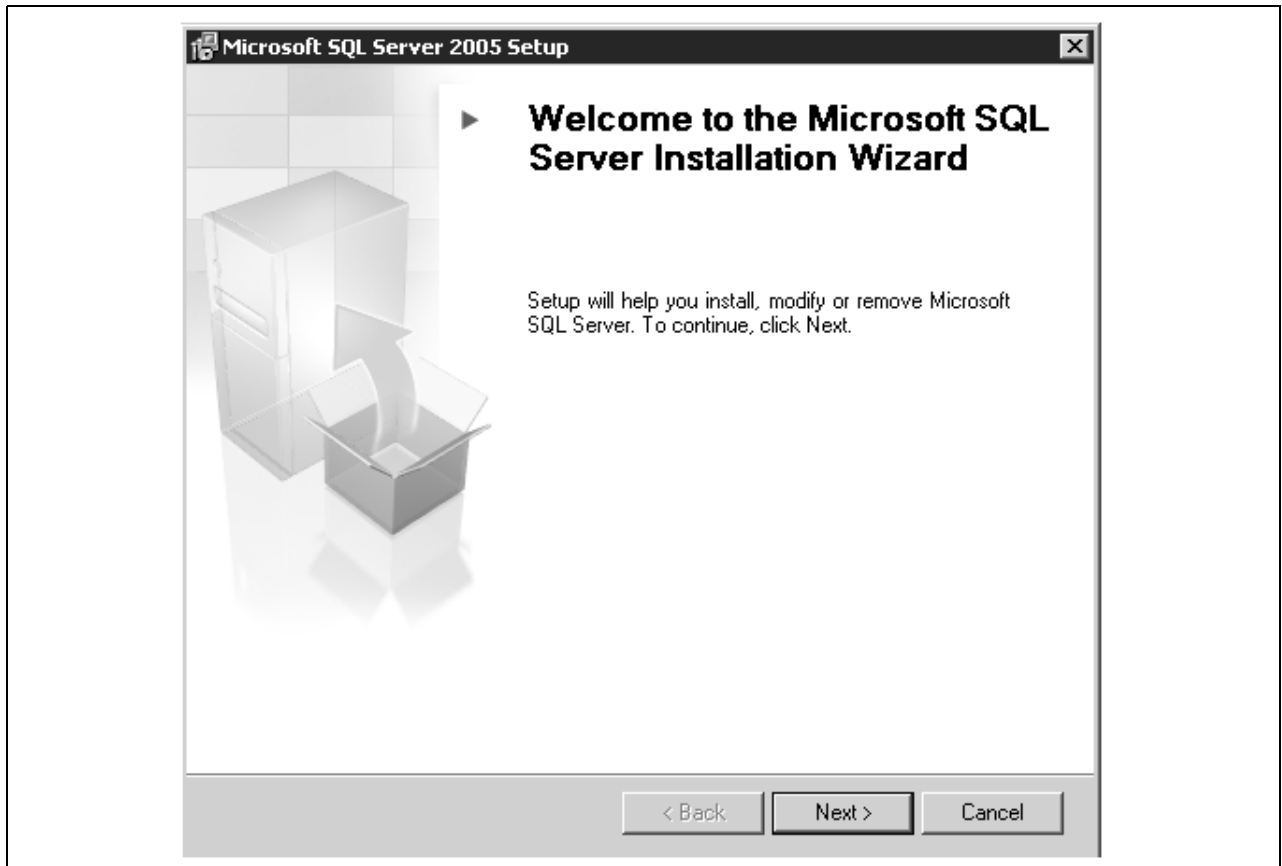 Microsoft SQL Server 2005 Setup
Welcome to the Microsoft SQL
Server Installation Wizard
Setup will help you install, modify or remove Microsoft
SQL Server. To continue, click Next.
< Back
Next >
Cancel